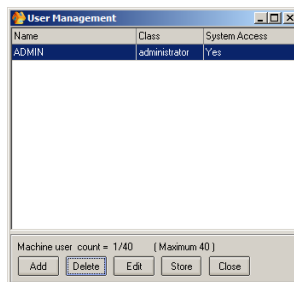 User Management
Name Class System Access
ADMIN administrator Yes
Machine user count = 1/40 ( Maximum 40 )
Add Delete Edit Store Close